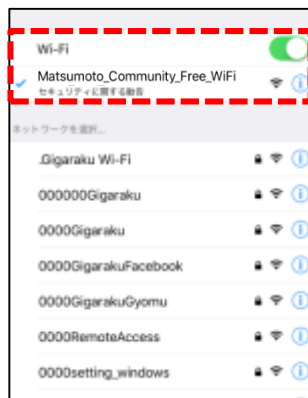 Wi-Fi
Matsumoto_Community_Free_WiFi
セキュリティに関する勧告
ネットワークを選択...
.Gigaraku Wi-Fi
000000Gigaraku
0000Gigaraku
0000GigarakuFacebook
0000GigarakuGyomu
0000RemoteAccess
0000setting_windows